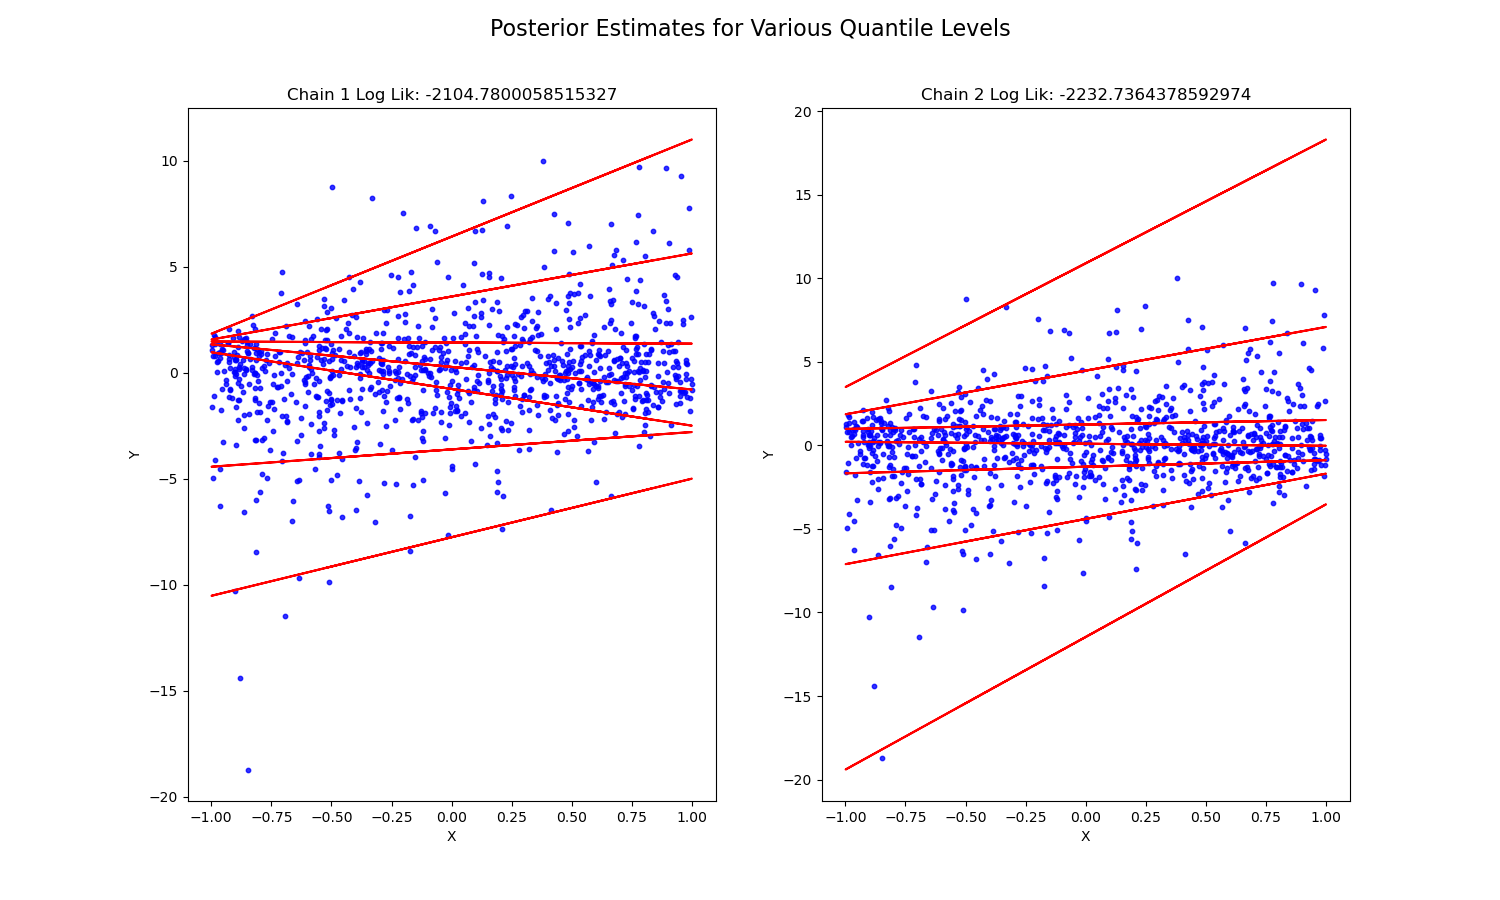 Posterior Estimates for Various Quantile Levels
Chain 1 Log Lik: -2104.7800058515327
10
5
0
−5
−10
−15
−20
Y
−1.00 −0.75 −0.50 −0.25 0.00 0.25 0.50 0.75 1.00
X
Chain 2 Log Lik: -2232.7364378592974
20
15
10
5
0
−5
−10
−15
−20
Y
−1.00 −0.75 −0.50 −0.25 0.00 0.25 0.50 0.75 1.00
X